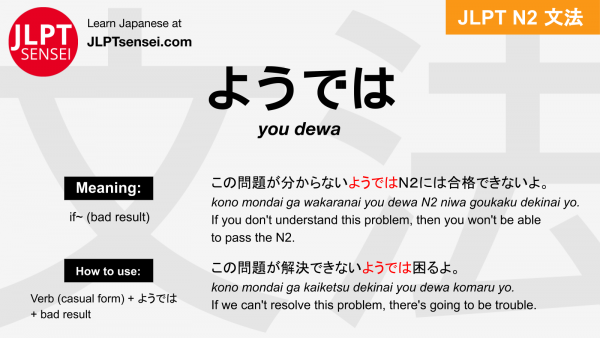 JLPT
SENSEI
Learn Japanese at
JLPTsensei.com
JLPT N2 文法
ようでは
you dewa
Meaning:
if~ (bad result)
この問題が分からないようではN2には合格できないよ。
kono mondai ga wakaranai you dewa N2 niwa goukaku dekinai yo.
If you don't understand this problem, then you won't be able
to pass the N2.
How to use:
Verb (casual form) + ようでは
+ bad result
この問題が解決できないようでは困るよ。
kono mondai ga kaiketsu dekinai you dewa komaru yo.
If we can't resolve this problem, there's going to be trouble.
文法